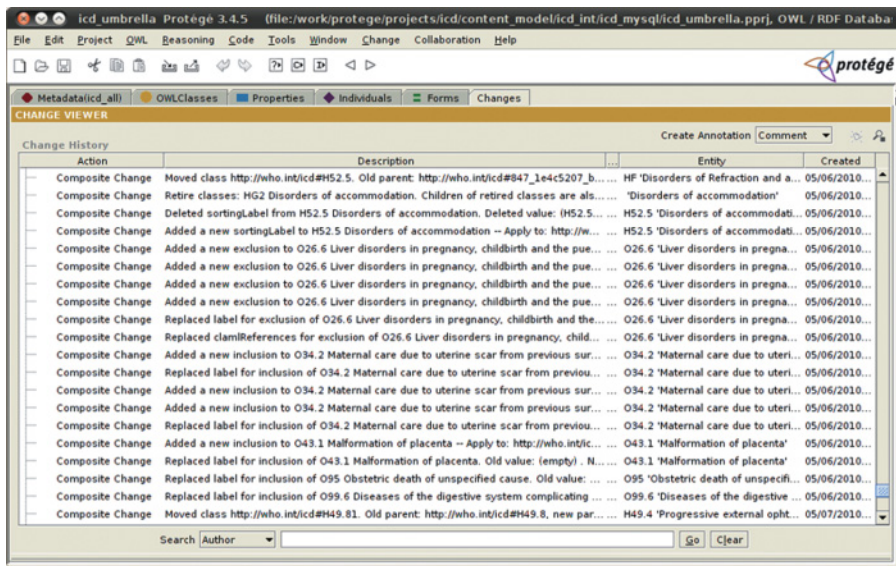 icd_umbrella Protégé 3.4.5 (file:/work/protege/projects/icd/content_model/icd_int/icd_mysql/icd_umbrella.pprj, OWL / RDF Databa
File Edit Project OWL Reasoning Code Tools Window Change Collaboration Help
protégé
Metadata(icd_all) OWLClasses Properties Individuals Forms Changes
CHANGE VIEWER
Create Annotation Comment
Change History
Action Description ... Entity Created
Composite Change Moved class http://who.int/icd#H52.5. Old parent: http://who.int/icd#847_1e4c5207_b... ... HF 'Disorders of Refraction and a... 05/06/2010...
Composite Change Retire classes: HG2 Disorders of accommodation. Children of retired classes are als... ... 'Disorders of accommodation' 05/06/2010...
Composite Change Deleted sortingLabel from H52.5 Disorders of accommodation. Deleted value: (H52.5... ... H52.5 'Disorders of accommodati... 05/06/2010...
Composite Change Added a new sortingLabel to H52.5 Disorders of accommodation -- Apply to: http://w... ... H52.5 'Disorders of accommodati... 05/06/2010...
Composite Change Added a new exclusion to O26.6 Liver disorders in pregnancy, childbirth and the pue... ... O26.6 'Liver disorders in pregna... 05/06/2010...
Composite Change Added a new exclusion to O26.6 Liver disorders in pregnancy, childbirth and the pue... ... O26.6 'Liver disorders in pregna... 05/06/2010...
Composite Change Added a new exclusion to O26.6 Liver disorders in pregnancy, childbirth and the pue... ... O26.6 'Liver disorders in pregna... 05/06/2010...
Composite Change Replaced label for exclusion of O26.6 Liver disorders in pregnancy, childbirth and the... ... O26.6 'Liver disorders in pregna... 05/06/2010...
Composite Change Replaced clamlReferences for exclusion of O26.6 Liver disorders in pregnancy, child... ... O26.6 'Liver disorders in pregna... 05/06/2010...
Composite Change Added a new inclusion to O34.2 Maternal care due to uterine scar from previous sur... ... O34.2 'Maternal care due to uteri... 05/06/2010...
Composite Change Replaced label for inclusion of O34.2 Maternal care due to uterine scar from previou... ... O34.2 'Maternal care due to uteri... 05/06/2010...
Composite Change Added a new inclusion to O34.2 Maternal care due to uterine scar from previous sur... ... O34.2 'Maternal care due to uteri... 05/06/2010...
Composite Change Added a new inclusion to O34.2 Maternal care due to uterine scar from previous sur... ... O34.2 'Maternal care due to uteri... 05/06/2010...
Composite Change Replaced label for inclusion of O34.2 Maternal care due to uterine scar from previou... ... O34.2 'Maternal care due to uteri... 05/06/2010...
Composite Change Added a new inclusion to O43.1 Malformation of placenta -- Apply to: http://who.int/ic... ... O43.1 'Malformation of placenta' 05/06/2010...
Composite Change Replaced label for inclusion of O43.1 Malformation of placenta. Old value: (empty) . N... ... O43.1 'Malformation of placenta' 05/06/2010...
Composite Change Replaced label for inclusion of O95 Obstetric death of unspecified cause. Old value: ... ... O95 'Obstetric death of unspecifi... 05/06/2010...
Composite Change Replaced label for inclusion of O99.6 Diseases of the digestive system complicating ... ... O99.6 'Diseases of the digestive ... 05/06/2010...
Composite Change Moved class http://who.int/icd#H49.81. Old parent: http://who.int/icd#H49.8, new par... ... H49.4 'Progressive external opht... 05/07/2010...
Search Author Go Clear